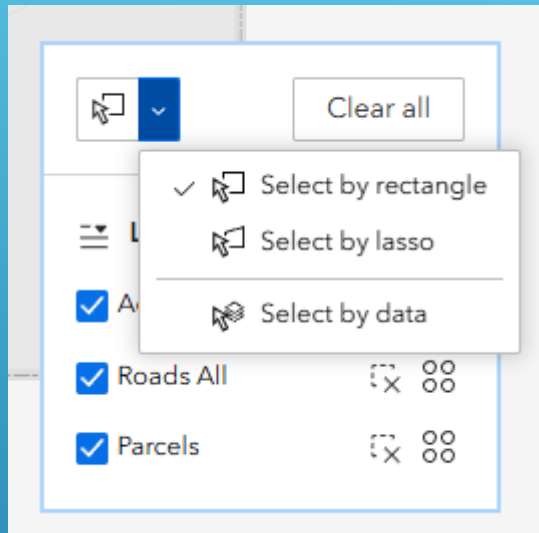 Clear all
Select by rectangle
Select by lasso
Select by data
Roads All
Parcels